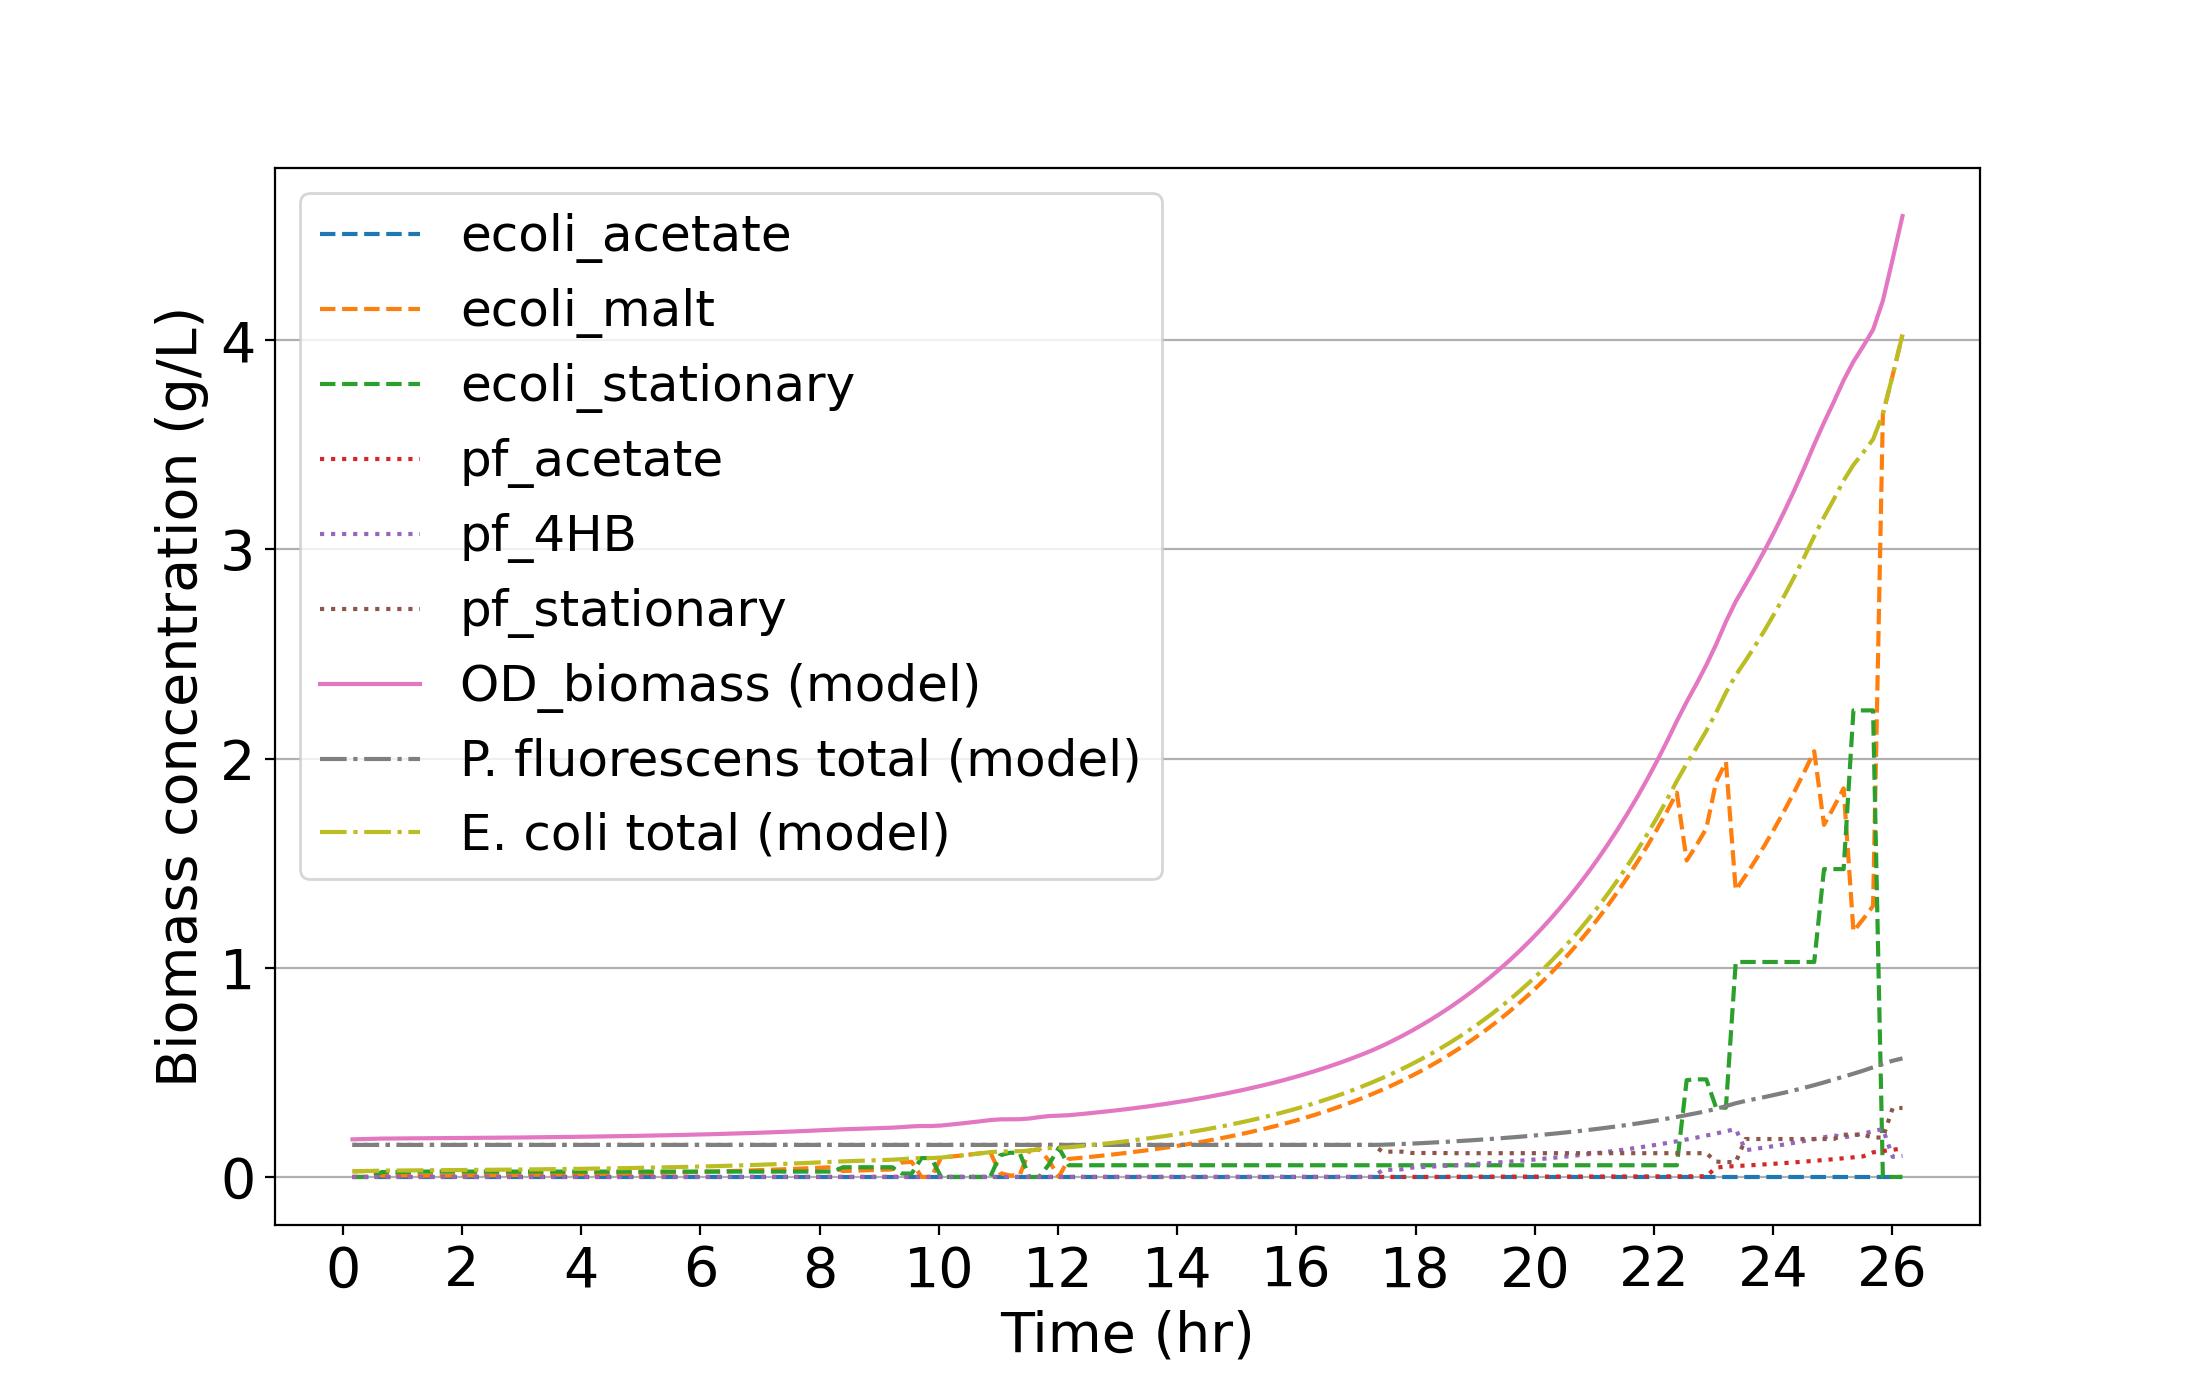 ecoli_acetate
ecoli_malt
ecoli_stationary
pf_acetate
pf_4HB
pf_stationary
OD_biomass (model)
P. fluorescens total (model)
E. coli total (model)
Biomass concentration (g/L)
4
3
2
1
0
0 2 4 6 8 10 12 14 16 18 20 22 24 26
Time (hr)